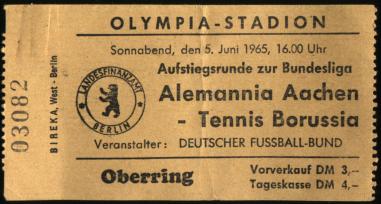 OLYMPIA-STADION
Sonnabend, den 5. Juni 1965, 16.00 Uhr
Aufstiegsrunde zur Bundesliga
Alemannia Aachen
- Tennis Borussia
Veranstalter: DEUTSCHER FUSSBALL-BUND
Oberring
Vorverkauf DM 3,-
Tageskasse DM 4,-
LANDESFINANZAMT
BERLIN
BIREKA, West-Berlin
03082